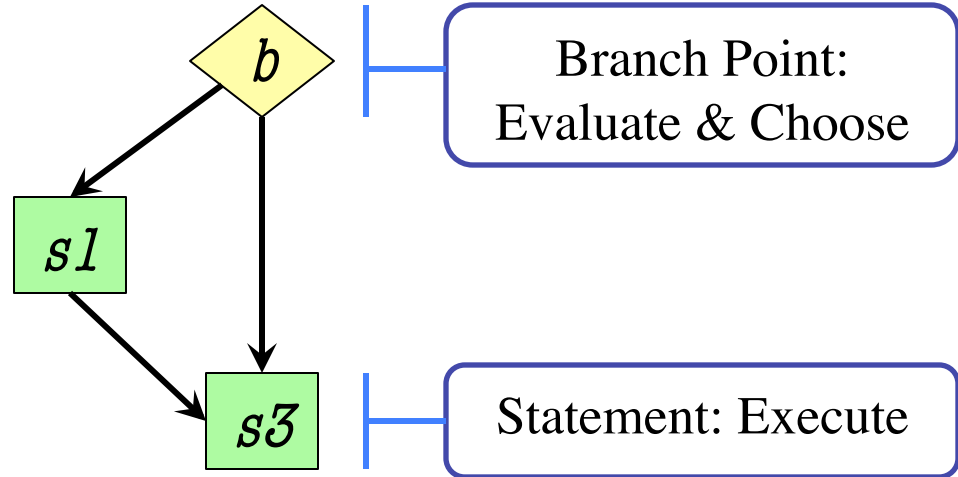 b
Branch Point:
Evaluate & Choose
s1
s3
Statement: Execute